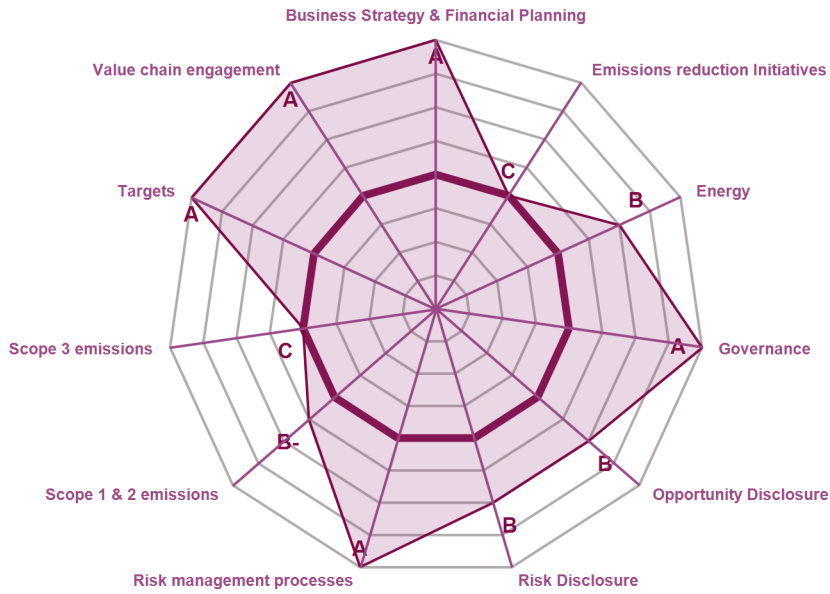 Business Strategy & Financial Planning
A
Value chain engagement
Emissions reduction Initiatives
A
C
Targets
Energy
A
B
Scope 3 emissions
Governance
C
A
B-
B
Scope 1 & 2 emissions
Opportunity Disclosure
A
B
Risk management processes
Risk Disclosure